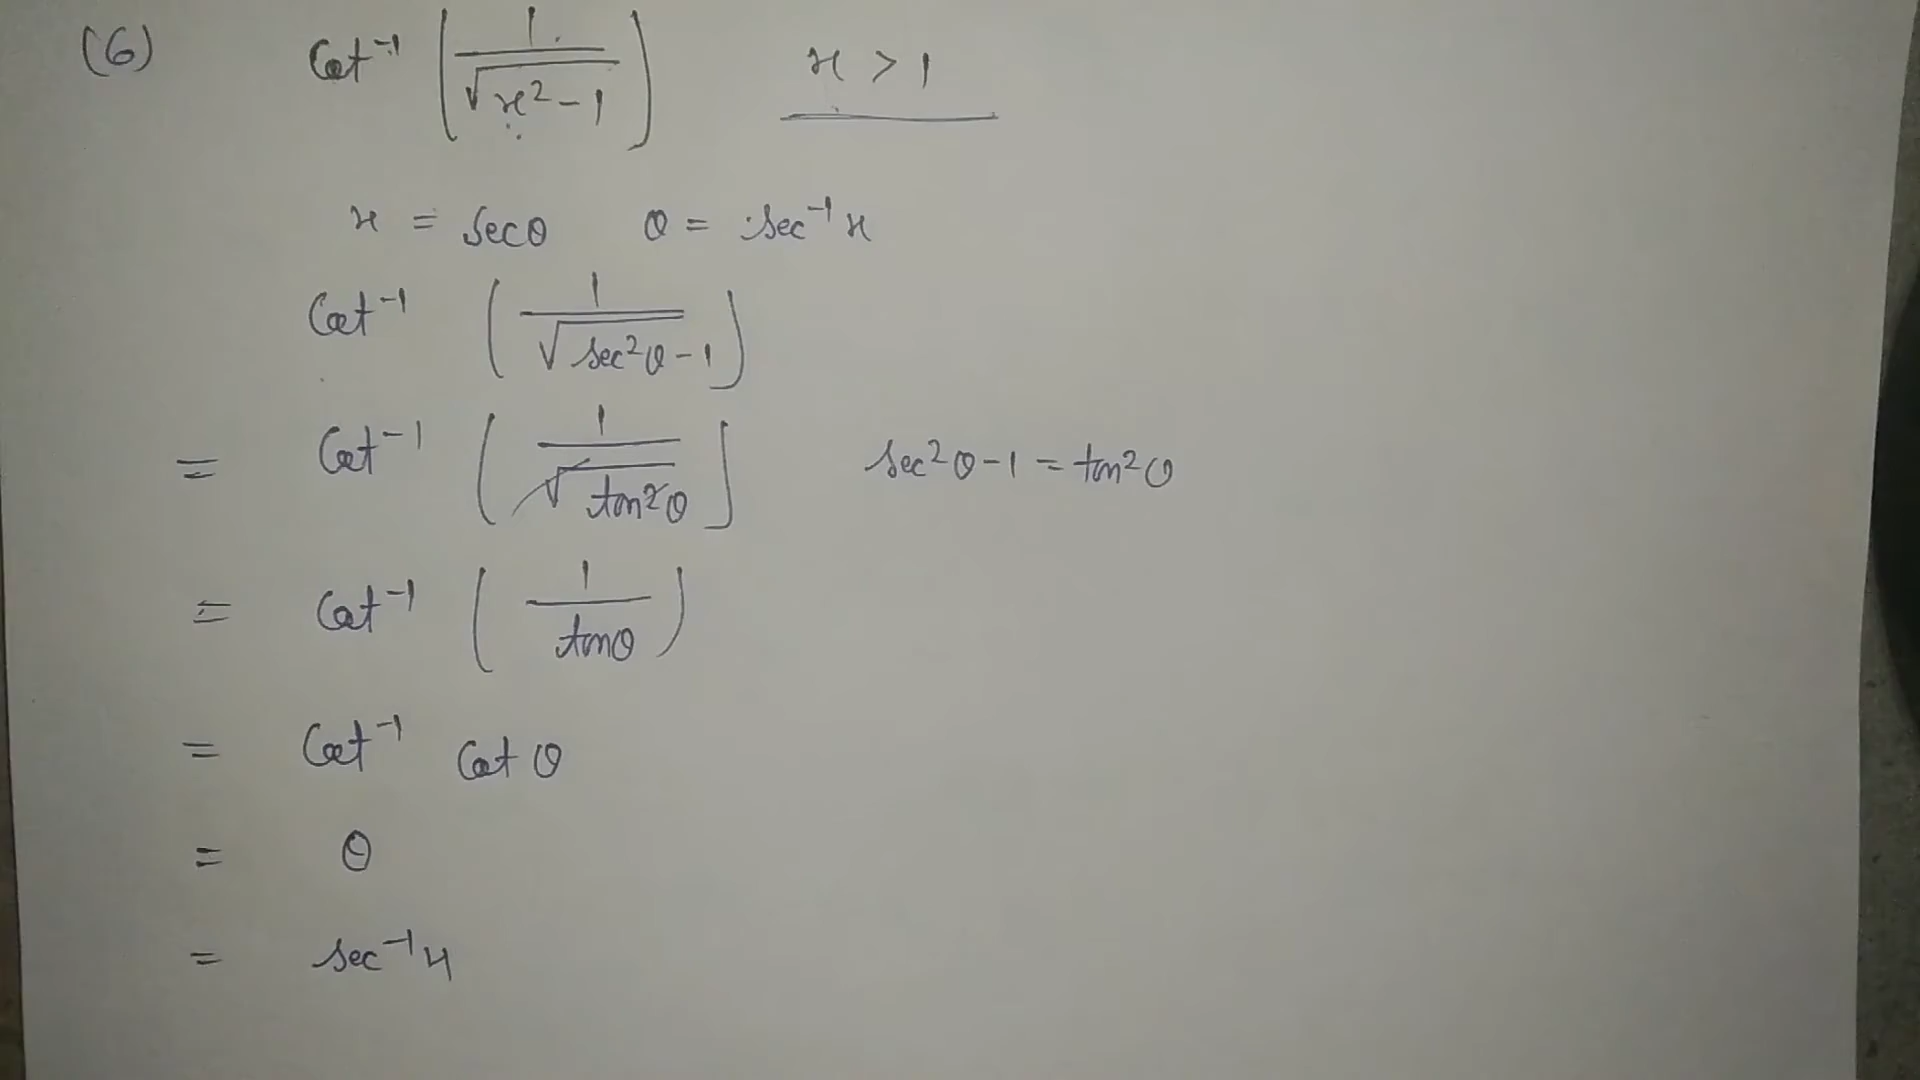 (6) Cot⁻¹ (1/√(x²-1)) x > 1
x = secθ θ = sec⁻¹x
Cot⁻¹ (1/√(sec²θ-1))
= Cot⁻¹ (1/√(tan²θ)] sec²θ-1 = tan²θ
= Cot⁻¹ (1/tanθ)
= Cot⁻¹ Cot θ
= θ
= sec⁻¹x